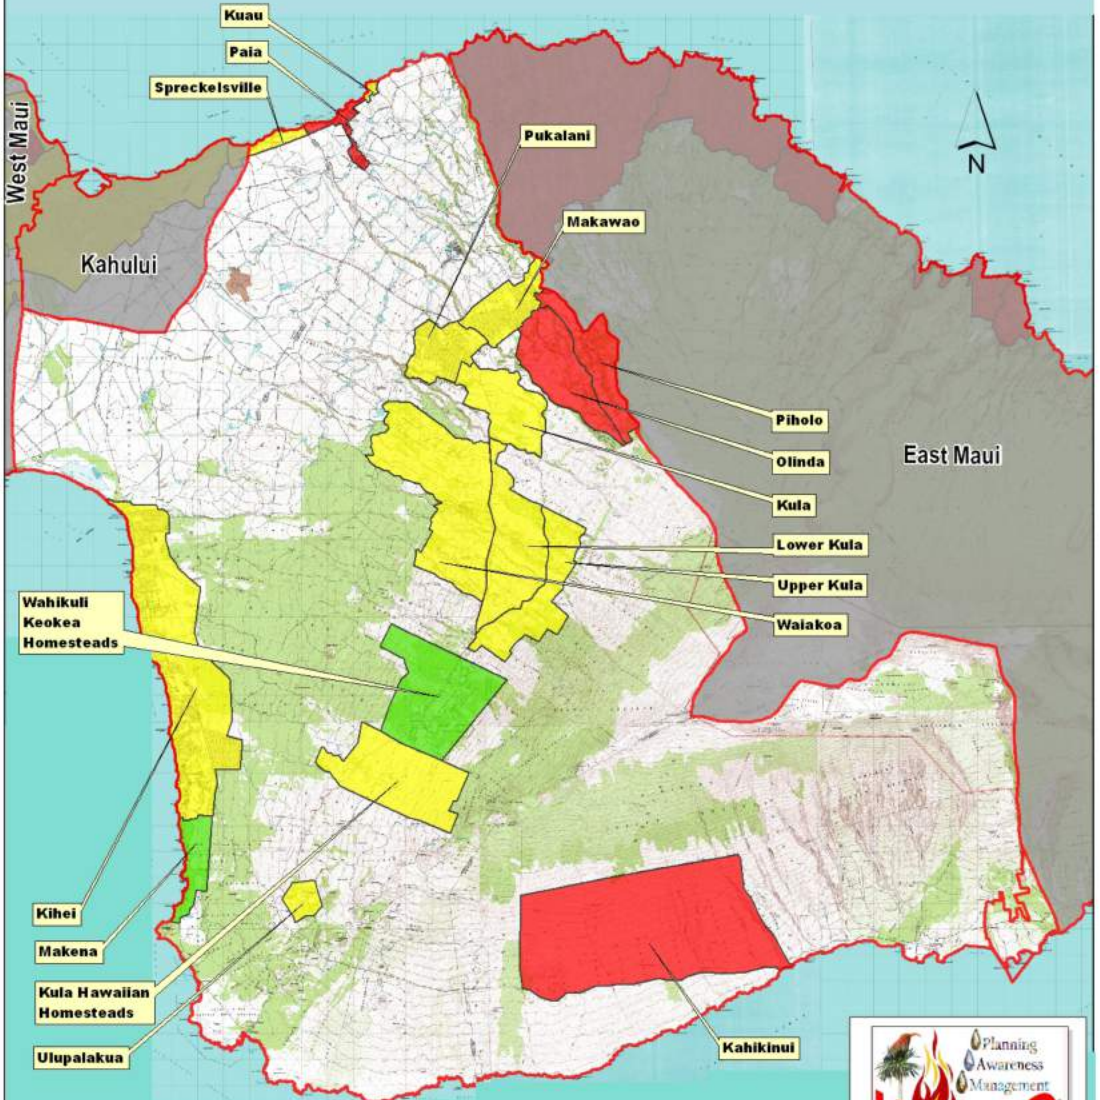 Kuau
Paia
Spreckelsville
West Maui
Pukalani
N
Makawao
Kahului
Piholo
Olinda
East Maui
Kula
Lower Kula
Upper Kula
Waiakoa
Wahikuli
Keokea
Homesteads
Kihei
Makena
Kula Hawaiian
Homesteads
Ulupalakua
Kahikinui
Planning
Awareness
Management